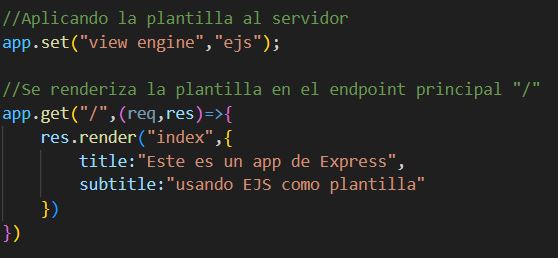 //Aplicando la plantilla al servidor
app.set("view engine","ejs");
//Se renderiza la plantilla en el endpoint principal "/"
app.get("/",(req,res)=>{
    res.render("index",{
        title:"Este es un app de Express",
        subtitle:"usando EJS como plantilla"
    })
})